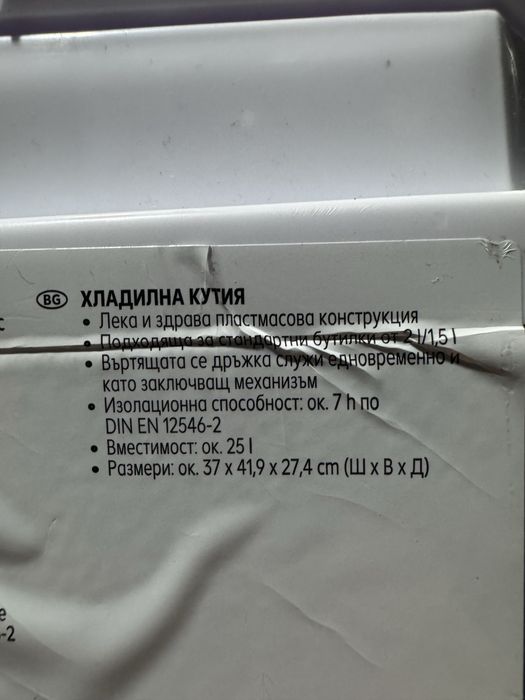 BG ХЛАДИЛНА КУТИЯ
• Лека и здрава пластмасова конструкция
• Подходяща за стандартни бутилки от 2 l/1,5 l
• Въртящата се дръжка служи едновременно и
като заключващ механизъм
• Изолационна способност: ок. 7 h по
DIN EN 12546-2
• Вместимост: ок. 25 l
• Размери: ок. 37 x 41,9 x 27,4 cm (Ш x В x Д)
e
-2